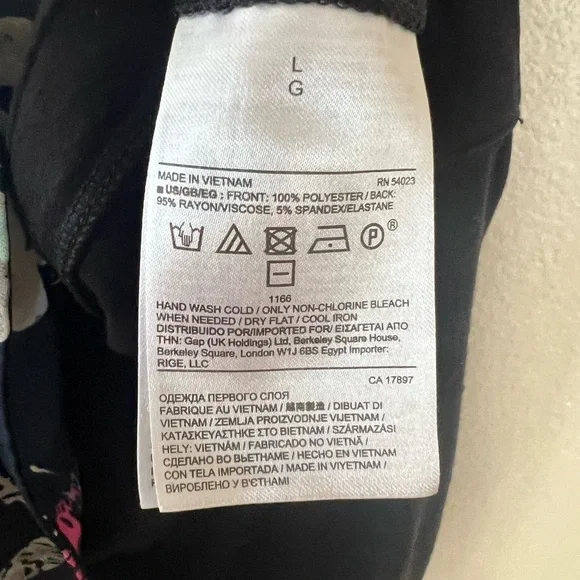 L
G
MADE IN VIETNAM RN 54023
US/GB/EG : FRONT: 100% POLYESTER / BACK:
95% RAYON/VISCOSE, 5% SPANDEX/ELASTANE
P®
1166
HAND WASH COLD / ONLY NON-CHLORINE BLEACH
WHEN NEEDED / DRY FLAT / COOL IRON
DISTRIBUIDO POR/IMPORTED FOR/ ΕΙΣΑΓΕΤΑΙ ΑΠΟ
ΤΗΝ: Gap (UK Holdings) Ltd, Berkeley Square House,
Berkeley Square, London W1J 6BS Egypt Importer:
RIGE, LLC
CA 17897
ОДЕЖДА ПЕРВОГО СЛОЯ
FABRIQUE AU VIETNAM / 越南製造 / DIBUAT DI
VIETNAM / ZEMLJA PROIZVODNJE VIJETNAM /
ΚΑΤΑΣΚΕΥΑΣΤΗΚΕ ΣΤΟ ΒΙΕΤΝΑΜ / SZÁRMAZÁSI
HELY: VIETNÁM / FABRICADO NO VIETNÃ /
СДЕЛАНО ВО ВЬЕТНАМЕ / HECHO EN VIETNAM
CON TELA IMPORTADA / MADE IN VIYETNAM /
ВИРОБЛЕНО У В'ЄТНАМІ